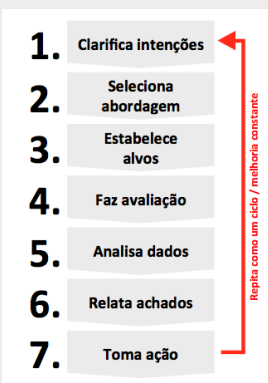 1. Clarifica intenções
2. Seleciona
abordagem
3. Estabelece
alvos
4. Faz avaliação
5. Analisa dados
6. Relata achados
7. Toma ação
Repita como um ciclo / melhoria constante